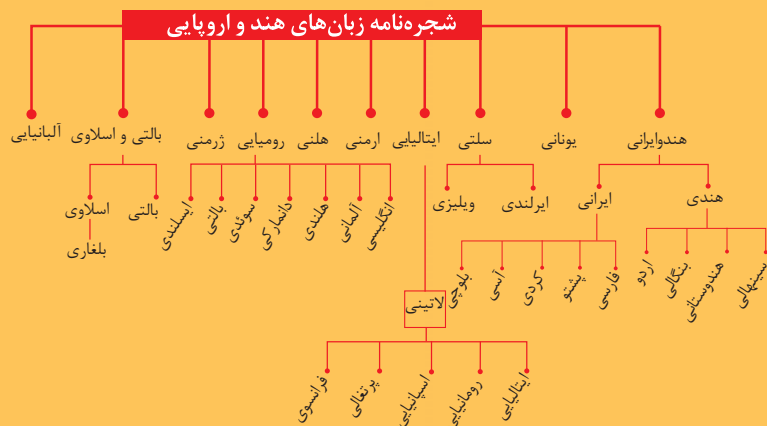 شجره‌نامه زبان‌های هند و اروپایی
هندوایرانی
یونانی
سلتی
ایتالیایی
ارمنی
هلنی
رومیایی
ژرمنی
بالتی و اسلاوی
آلبانیایی
هندی
ایرانی
ایرلندی
ویلیزی
انگلیسی
آلمانی
هلندی
دانمارکی
سوئدی
بالتی
ایسلندی
بالتی
اسلاوی
بلغاری
سینهالی
هندوستانی
بنگالی
اردو
فارسی
پشتو
کردی
آسی
بلوچی
لاتینی
ایتالیایی
رومانیایی
اسپانیایی
پرتغالی
فرانسوی